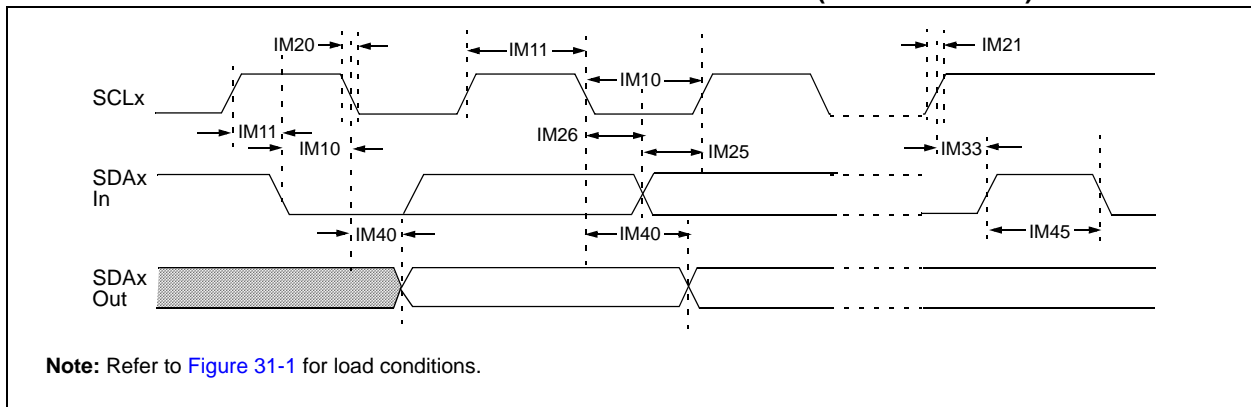 IM20
IM11
IM21
IM10
SCLx
IM11
IM26
IM10
IM25
IM33
SDAx
In
IM40
IM40
IM45
SDAx
Out
Note: Refer to Figure 31-1 for load conditions.